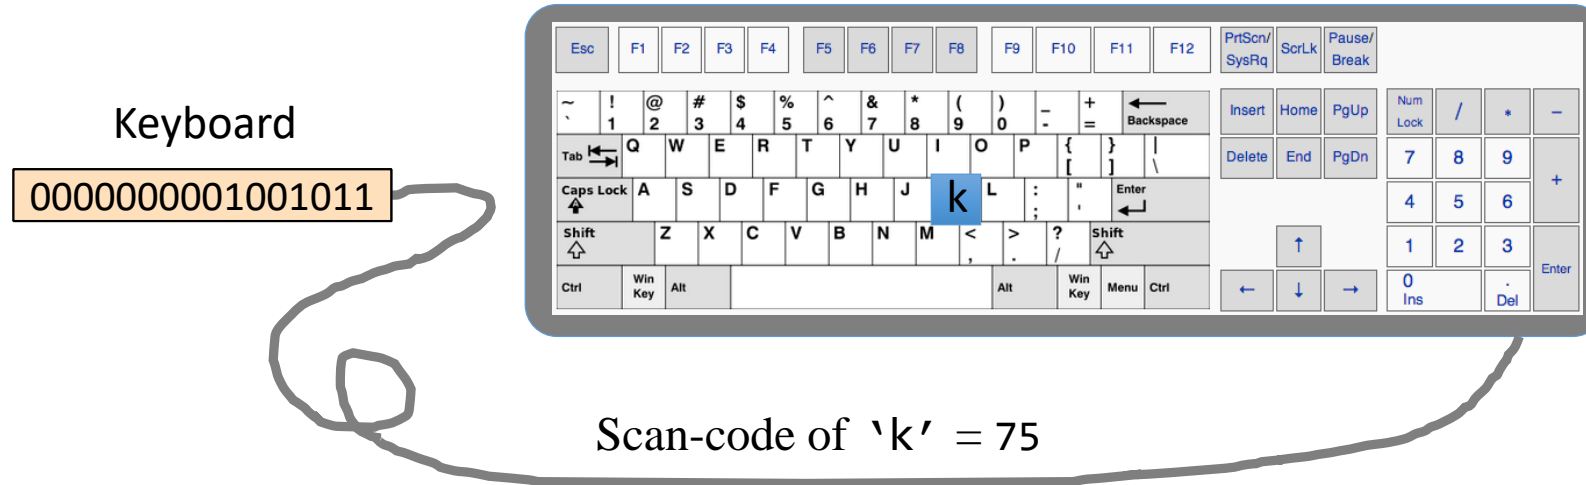 Keyboard
0000000001001011
Esc F1 F2 F3 F4 F5 F6 F7 F8 F9 F10 F11 F12 PrtScn/ SysRq ScrLk Pause/ Break
~ ! @ # $ % ^ & * ( ) _ +
` 1 2 3 4 5 6 7 8 9 0 - = Backspace
Insert Home PgUp Num Lock / * –
Tab Q W E R T Y U I O P { } |
[ ] \
Delete End PgDn 7 8 9 +
Caps Lock A S D F G H J k L : " Enter
; '
4 5 6
Shift Z X C V B N M < > ? Shift
, . /
↑ 1 2 3 Enter
Ctrl Win Key Alt Alt Win Key Menu Ctrl
← ↓ → 0 Ins . Del
Scan-code of ‘k’ = 75